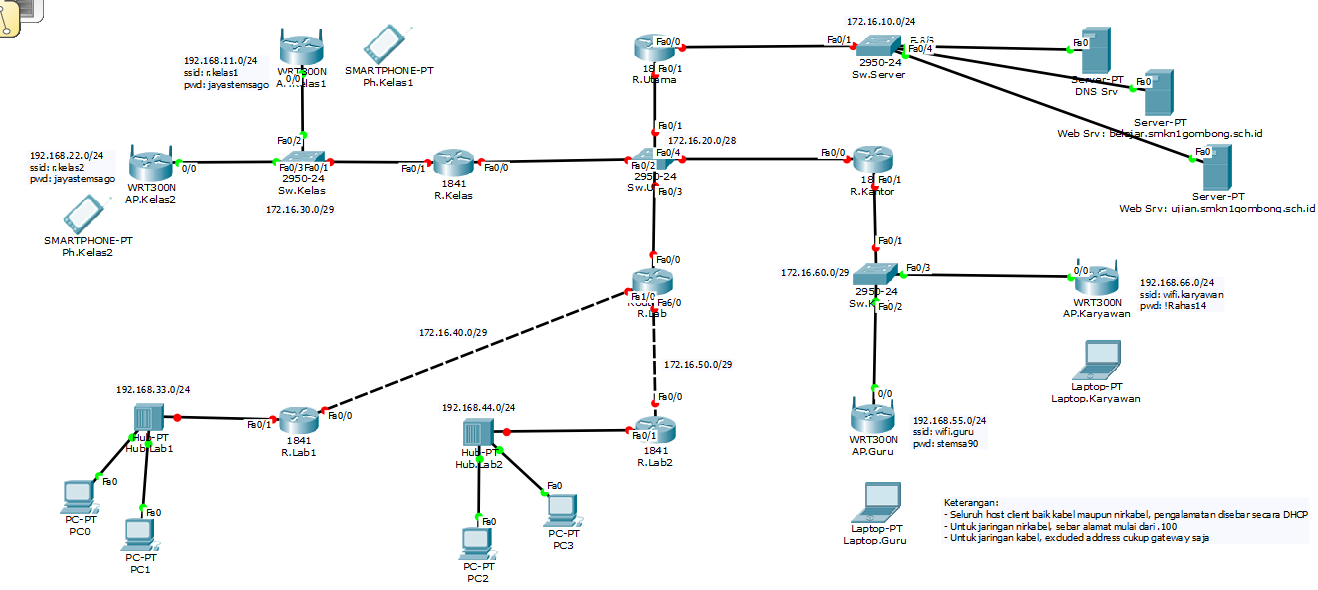 172.16.10.0/24
192.168.11.0/24
ssid: r.kelas1
pwd: jayastemsago
WRT300N
0/0
SMARTPHONE-PT
Ph.Kelas1
Fa0/0
Fa0/1
R.Utama
Fa0/1
Fa0/4
2950-24
Sw.Server
Fa0
DNS Srv
Fa0
Server-PT
Web Srv: belajar.smkn1gombong.sch.id
Fa0
Server-PT
Web Srv: ujian.smkn1gombong.sch.id
192.168.22.0/24
ssid: r.kelas2
pwd: jayastemsago
0/0
WRT300N
AP.Kelas2
SMARTPHONE-PT
Ph.Kelas2
Fa0/2
Fa0/3
Fa0/1
2950-24
Sw.Kelas
172.16.30.0/29
Fa0/1
Fa0/0
1841
R.Kelas
Fa0/1
172.16.20.0/28
Fa0/4
Fa0/2
2950-24
Fa0/3
Fa0/0
Fa0/1
R.Kantor
Fa0/0
Fa1/0
Fa6/0
R.Lab
172.16.40.0/29
172.16.50.0/29
172.16.60.0/29
Fa0/1
Fa0/3
2950-24
Fa0/2
0/0
WRT300N
AP.Karyawan
192.168.66.0/24
ssid: wifi.karyawan
pwd: !Rahas14
Laptop-PT
Laptop.Karyawan
0/0
WRT300N
AP.Guru
192.168.55.0/24
ssid: wifi.guru
pwd: stemsa90
Laptop-PT
Laptop.Guru
192.168.33.0/24
Hub-PT
Hub.Lab1
Fa0/1
Fa0/0
1841
R.Lab1
Fa0
PC-PT
PC0
Fa0
PC-PT
PC1
192.168.44.0/24
Hub-PT
Hub.Lab2
Fa0/0
Fa0/1
1841
R.Lab2
Fa0
PC-PT
PC2
Fa0
PC-PT
PC3
Keterangan:
- Seluruh host client baik kabel maupun nirkabel, pengalamatan disebar secara DHCP
- Untuk jaringan nirkabel, sebar alamat mulai dari .100
- Untuk jaringan kabel, excluded address cukup gateway saja